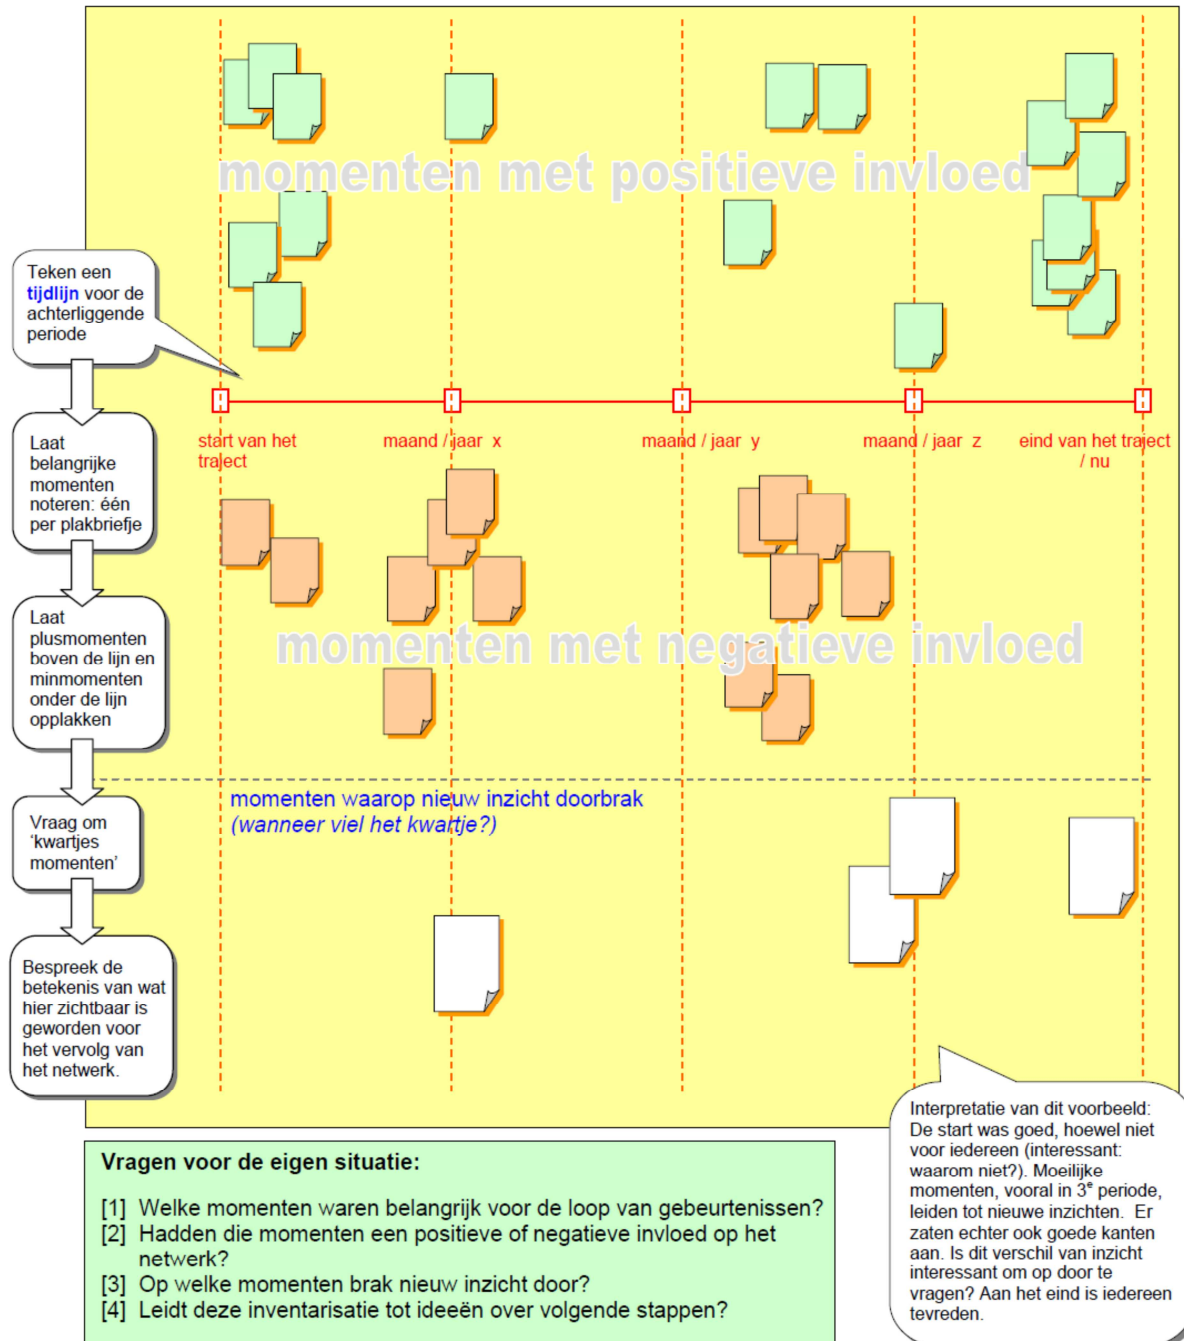 momenten met positieve invloed
Teken een
tijdlijn voor de
achterliggende
periode
start van het
traject
maand / jaar x
maand / jaar y
maand / jaar z
eind van het traject
/ nu
Laat
belangrijke
momenten
noteren: één
per plakbriefje
momenten met negatieve invloed
Laat
plusmomenten
boven de lijn en
minmomenten
onder de lijn
opplakken
momenten waarop nieuw inzicht doorbrak
(wanneer viel het kwartje?)
Vraag om
‘kwartjes
momenten’
Bespreek de
betekenis van wat
hier zichtbaar is
geworden voor
het vervolg van
het netwerk.
Interpretatie van dit voorbeeld:
De start was goed, hoewel niet
voor iedereen (interessant:
waarom niet?). Moeilijke
momenten, vooral in 3e periode,
leiden tot nieuwe inzichten. Er
zaten echter ook goede kanten
aan. Is dit verschil van inzicht
interessant om op door te
vragen? Aan het eind is iedereen
tevreden.
Vragen voor de eigen situatie:
[1] Welke momenten waren belangrijk voor de loop van gebeurtenissen?
[2] Hadden die momenten een positieve of negatieve invloed op het
netwerk?
[3] Op welke momenten brak nieuw inzicht door?
[4] Leidt deze inventarisatie tot ideeën over volgende stappen?